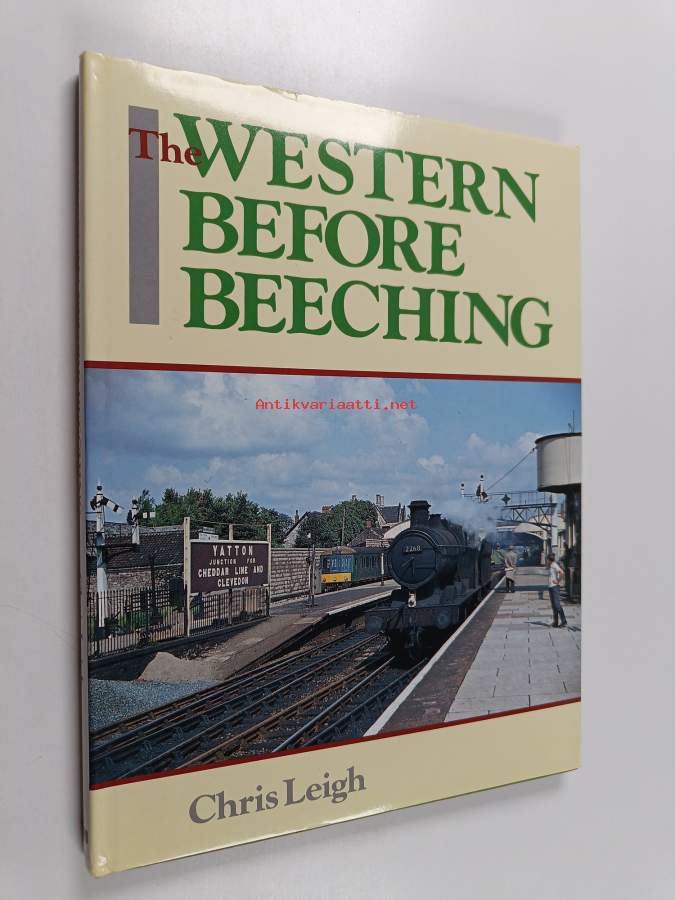 The WESTERN
BEFORE
BEECHING
Antikvariaatti.net
YATTON
JUNCTION FOR
CHEDDAR LINE AND
CLEVEDON
2268
Chris Leigh